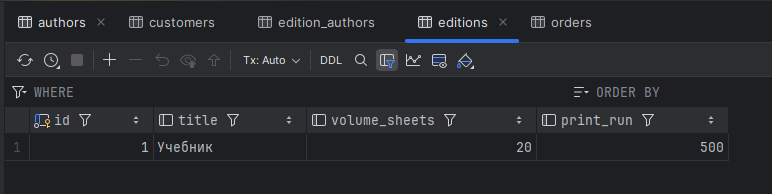 authors customers edition_authors editions orders
Tx: Auto DDL
WHERE ORDER BY
id title volume_sheets print_run
1 1 Учебник 20 500